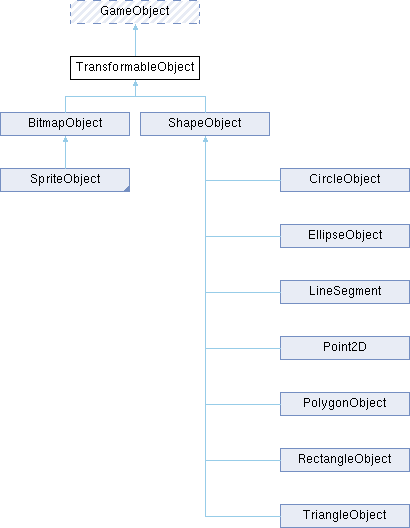 GameObject
TransformableObject
BitmapObject
ShapeObject
SpriteObject
CircleObject
EllipseObject
LineSegment
Point2D
PolygonObject
RectangleObject
TriangleObject